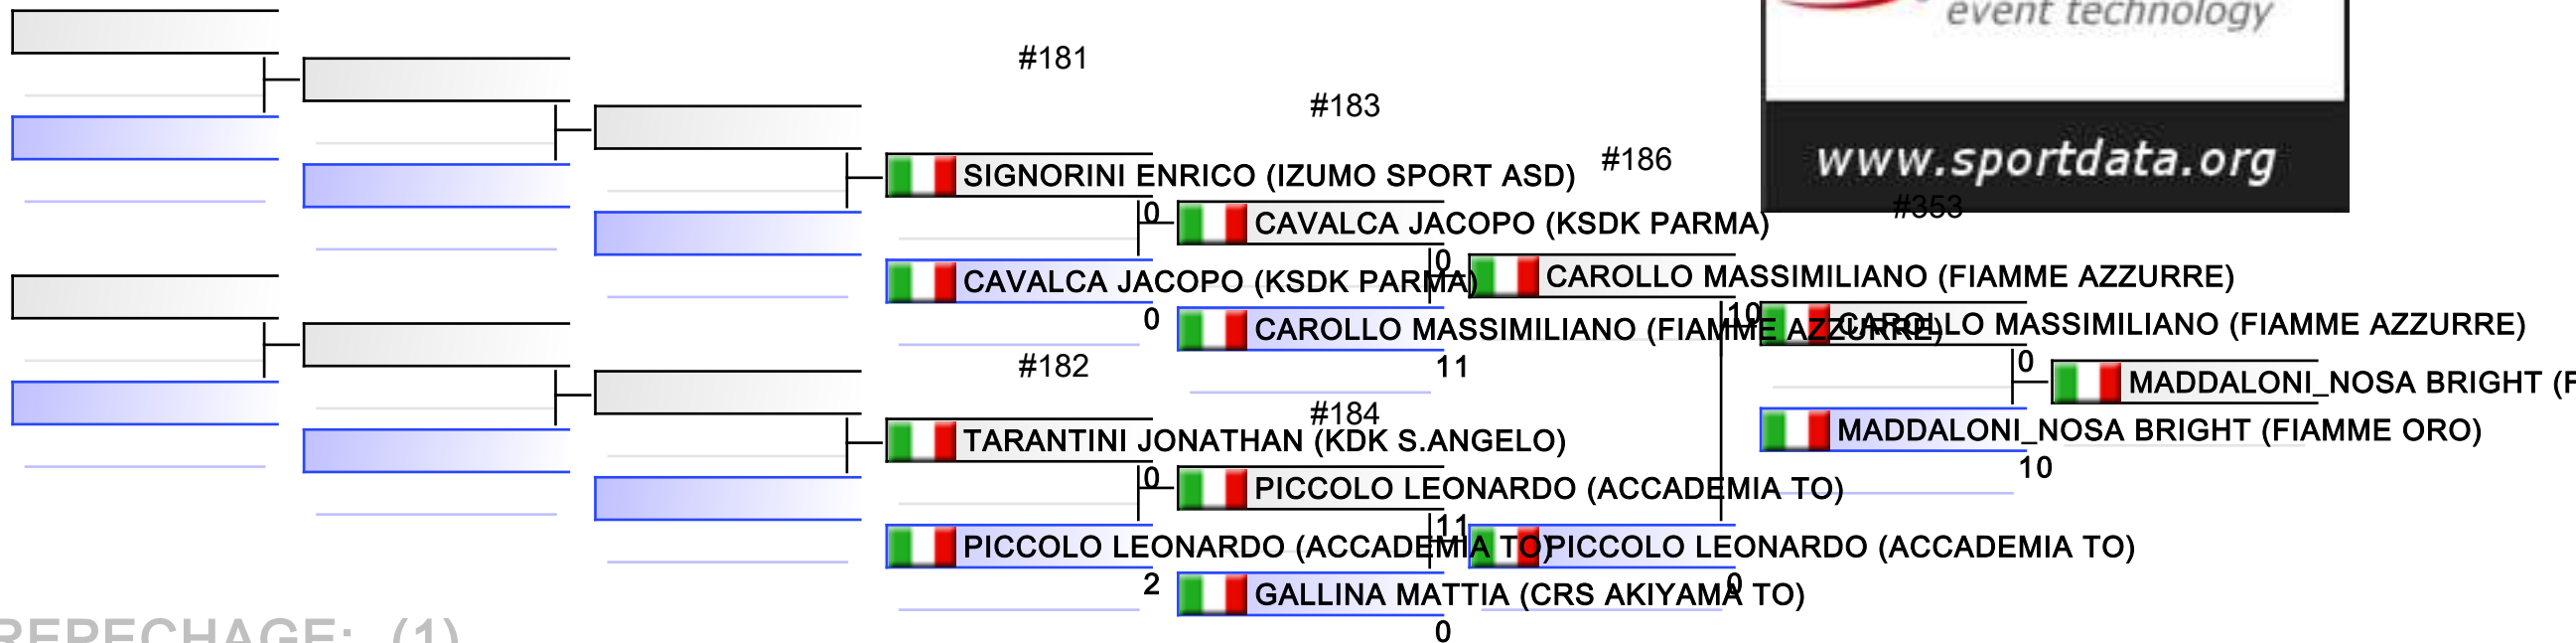 event technology
#181
#183
#186
www.sportdata.org
SIGNORINI ENRICO (IZUMO SPORT ASD)
#353
0
CAVALCA JACOPO (KSDK PARMA)
0
CAROLLO MASSIMILIANO (FIAMME AZZURRE)
CAVALCA JACOPO (KSDK PARMA)
0
10
CAROLLO MASSIMILIANO (FIAMME AZZURRE)
CAROLLO MASSIMILIANO (FIAMME AZZURRE)
#182
11
0
MADDALONI_NOSA BRIGHT (F
#184
TARANTINI JONATHAN (KDK S.ANGELO)
MADDALONI_NOSA BRIGHT (FIAMME ORO)
10
0
PICCOLO LEONARDO (ACCADEMIA TO)
11
PICCOLO LEONARDO (ACCADEMIA TO)
PICCOLO LEONARDO (ACCADEMIA TO)
2
0
GALLINA MATTIA (CRS AKIYAMA TO)
0
REPECHAGE: (1)